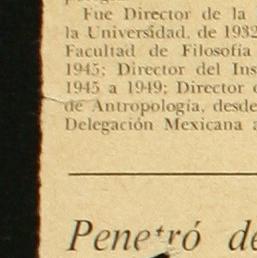 Fue Director de la
la Universidad, de 1932
Facultad de Filosofía
1945; Director del Ins
1945 a 1949; Director
de Antropología, desde
Delegación Mexicana a
Penetró de